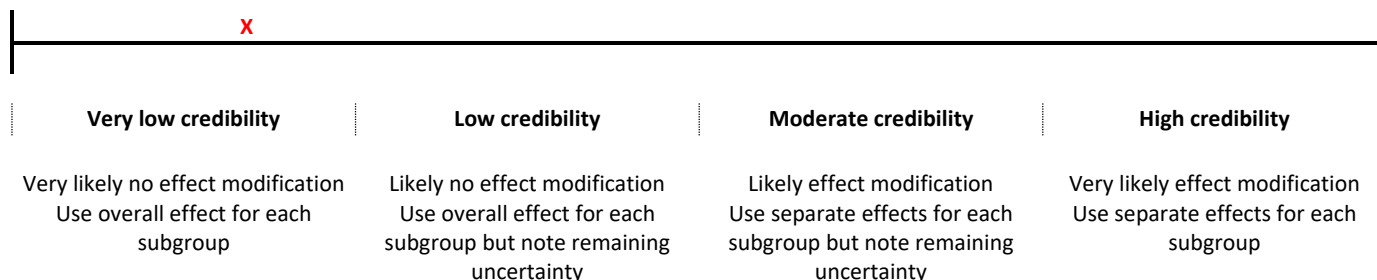 X
Very low credibility
Low credibility
Moderate credibility
High credibility
Very likely no effect modification
Use overall effect for each
subgroup
Likely no effect modification
Use overall effect for each
subgroup but note remaining
uncertainty
Likely effect modification
Use separate effects for each
subgroup but note remaining
uncertainty
Very likely effect modification
Use separate effects for each
subgroup